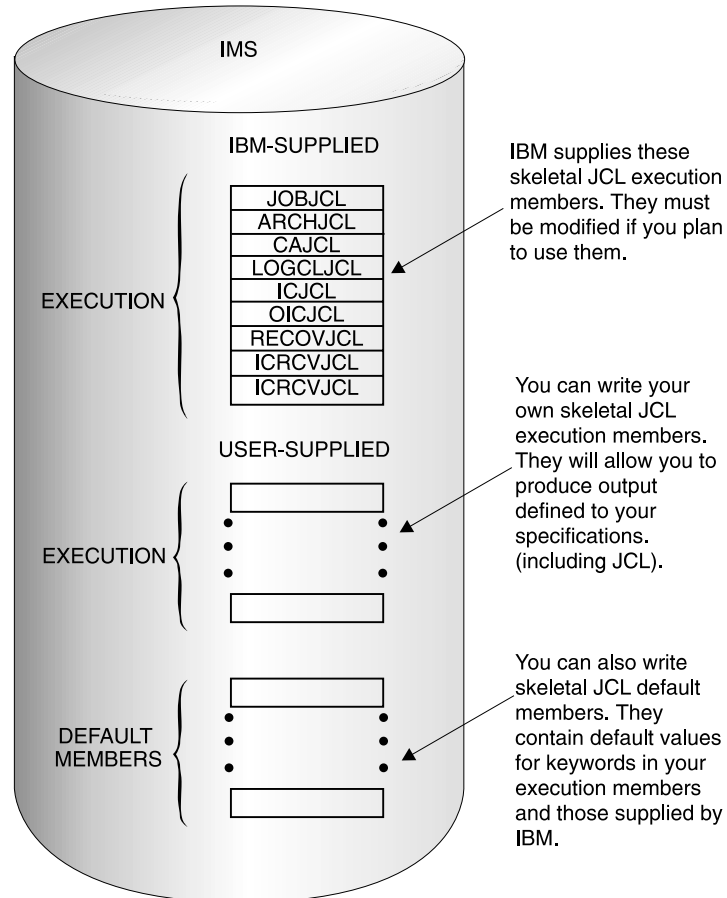 IMS
IBM-SUPPLIED
EXECUTION
JOBJCL
ARCHJCL
CAJCL
LOGCLJCL
ICJCL
OICJCL
RECOVJCL
ICRCVJCL
ICRCVJCL
IBM supplies these
skeletal JCL execution
members. They must
be modified if you plan
to use them.
USER-SUPPLIED
EXECUTION
You can write your
own skeletal JCL
execution members.
They will allow you to
produce output
defined to your
specifications.
(including JCL).
DEFAULT
MEMBERS
You can also write
skeletal JCL default
members. They
contain default values
for keywords in your
execution members
and those supplied by
IBM.